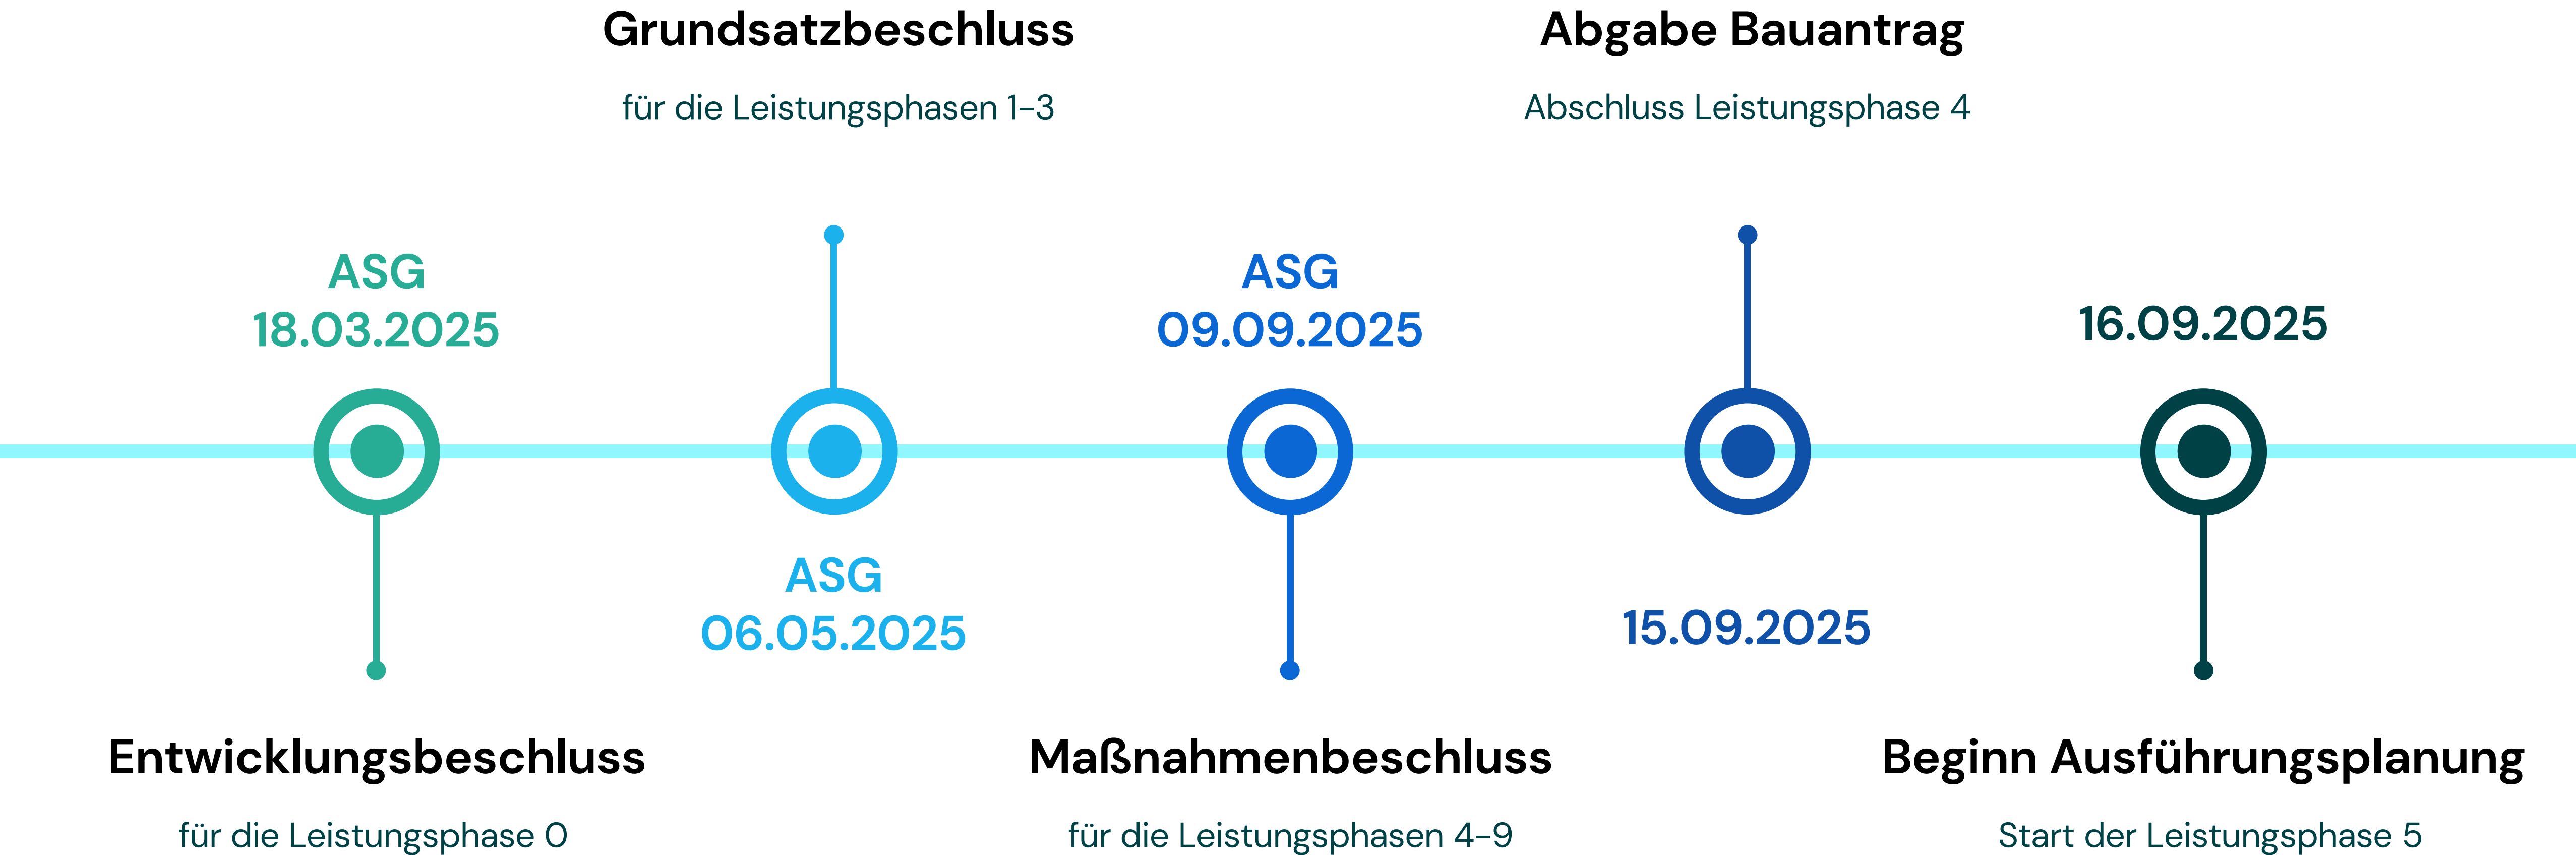 ASG
18.03.2025
Entwicklungsbeschluss
für die Leistungsphase 0
Grundsatzbeschluss
für die Leistungsphasen 1-3
ASG
06.05.2025
ASG
09.09.2025
Maßnahmenbeschluss
für die Leistungsphasen 4-9
Abgabe Bauantrag
Abschluss Leistungsphase 4
15.09.2025
16.09.2025
Beginn Ausführungsplanung
Start der Leistungsphase 5